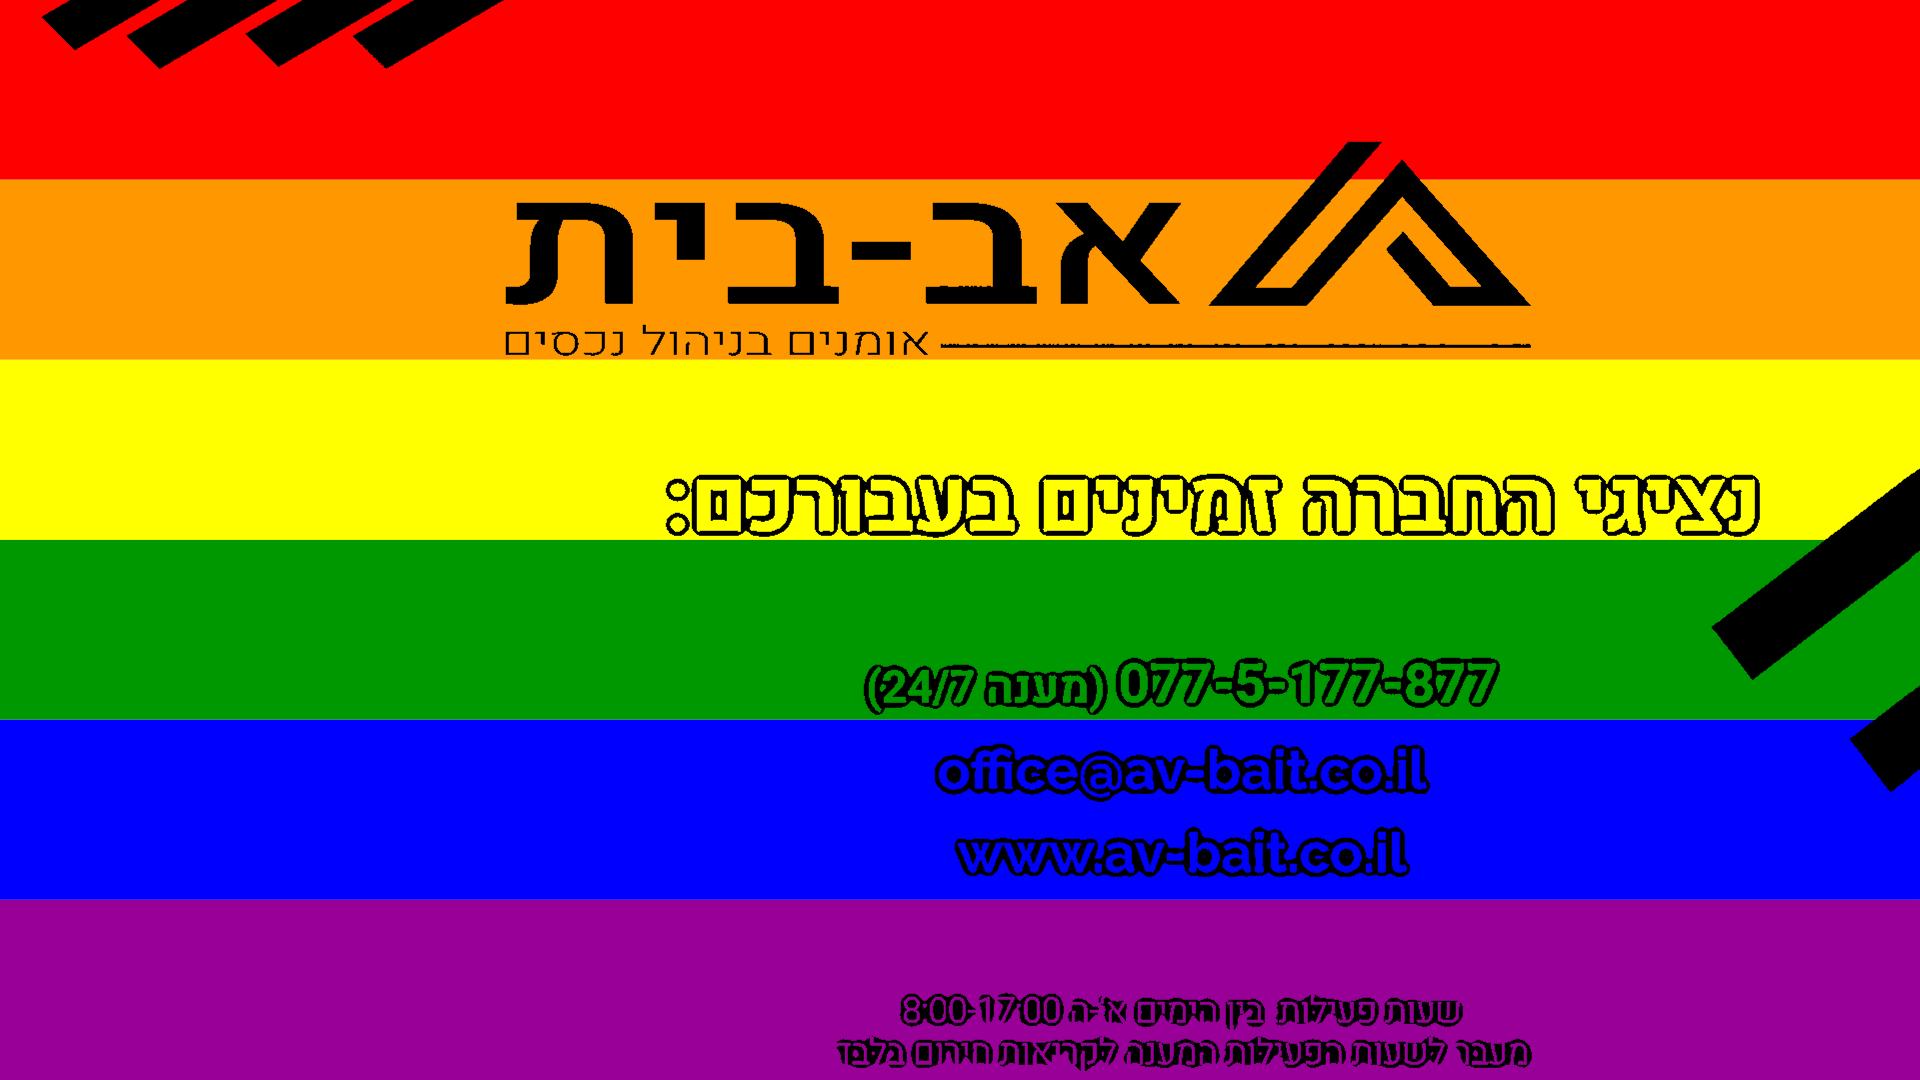 אב-בית
אומנים בניהול נכסים
נציגי החברה זמינים בעבורכם:
077-5-177-877 (מענה 24/7)
office@av-bait.co.il
www.av-bait.co.il
שעות פעילות בין הימים א'-ה 8:00-17:00
מעבר לשעות הפעילות המענה לקריאות חירום בלבד